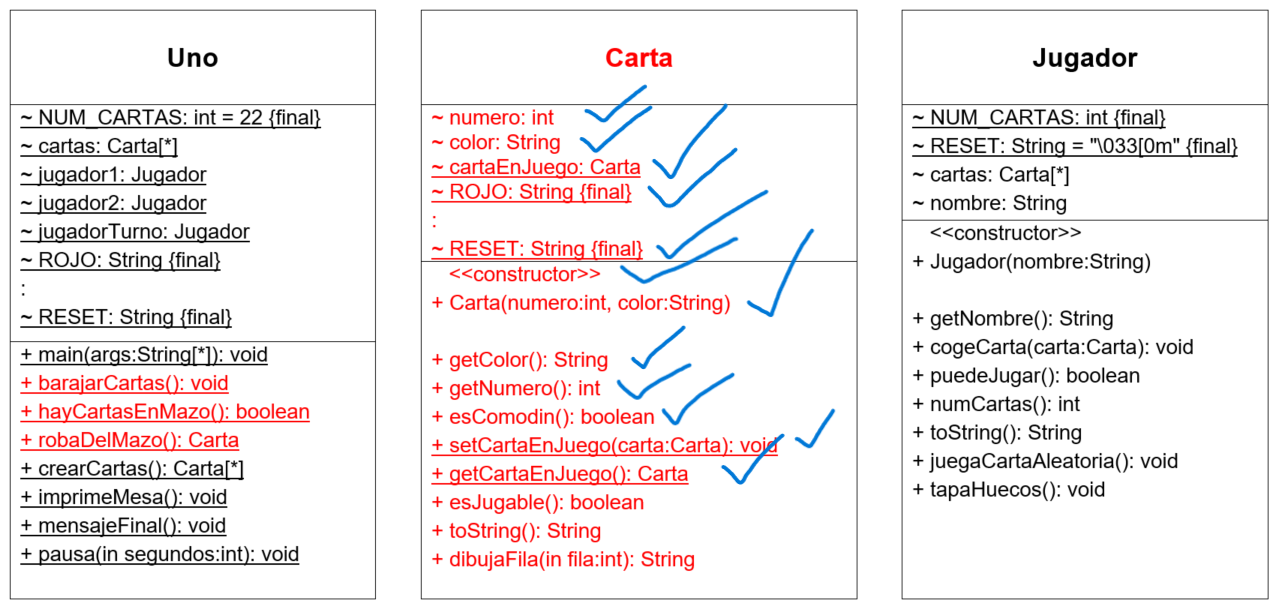 Uno
~ NUM_CARTAS: int = 22 {final}
~ cartas: Carta[*]
~ jugador1: Jugador
~ jugador2: Jugador
~ jugadorTurno: Jugador
~ ROJO: String {final}
:
~ RESET: String {final}
+ main(args:String[*]): void
+ barajarCartas(): void
+ hayCartasEnMazo(): boolean
+ robaDelMazo(): Carta
+ crearCartas(): Carta[*]
+ imprimeMesa(): void
+ mensajeFinal(): void
+ pausa(in segundos:int): void
Carta
~ numero: int
~ color: String
~ cartaEnJuego: Carta
~ ROJO: String {final}
:
~ RESET: String {final}
<<constructor>>
+ Carta(numero:int, color:String)
+ getColor(): String
+ getNumero(): int
+ esComodin(): boolean
+ setCartaEnJuego(carta:Carta): void
+ getCartaEnJuego(): Carta
+ esJugable(): boolean
+ toString(): String
+ dibujaFila(in fila:int): String
Jugador
~ NUM_CARTAS: int {final}
~ RESET: String = "\033[0m" {final}
~ cartas: Carta[*]
~ nombre: String
<<constructor>>
+ Jugador(nombre:String)
+ getNombre(): String
+ cogeCarta(carta:Carta): void
+ puedeJugar(): boolean
+ numCartas(): int
+ toString(): String
+ juegaCartaAleatoria(): void
+ tapaHuecos(): void